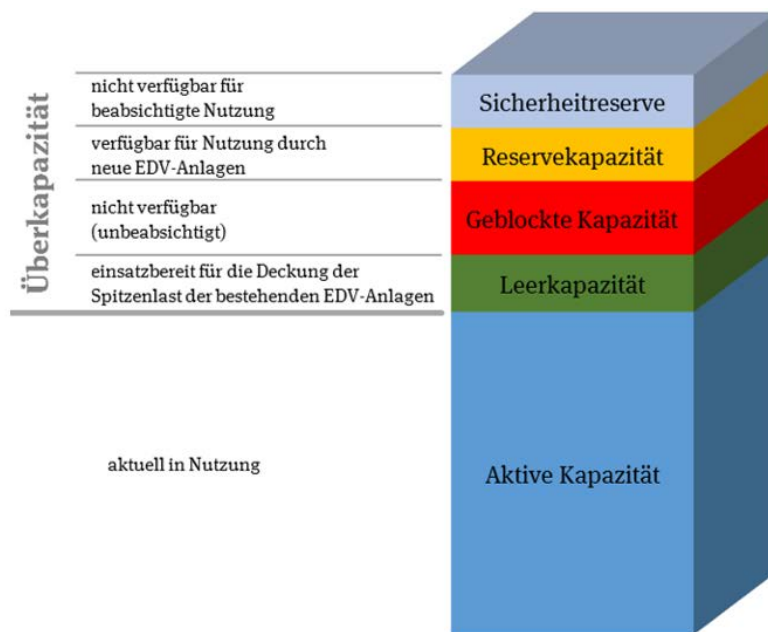 Überkapazität
nicht verfügbar für
beabsichtigte Nutzung
Sicherheitreserve
verfügbar für Nutzung durch
neue EDV-Anlagen
Reservekapazität
nicht verfügbar
(unbeabsichtigt)
Geblockte Kapazität
einsatzbereit für die Deckung der
Spitzenlast der bestehenden EDV-Anlagen
Leerkapazität
aktuell in Nutzung
Aktive Kapazität